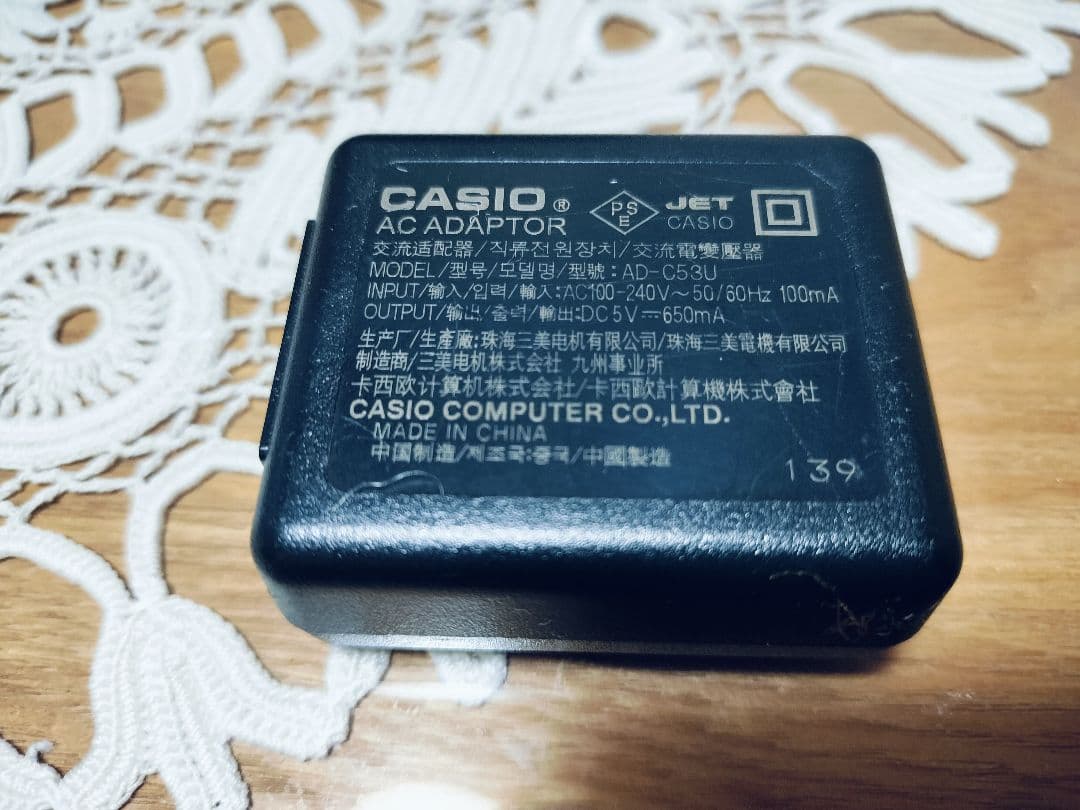 CASIO® PSE JET CASIO
AC ADAPTOR
交流适配器/직류전원장치/交流電變壓器
MODEL/型号/모델명/型號: AD-C53U
INPUT/输入/입력/輸入:AC100-240V~50/60Hz 100mA
OUTPUT/输出/출력/輸出:DC5V⎓650mA
生产厂/生產廠:珠海三美电机有限公司/珠海三美電機有限公司
制造商/三美电机株式会社 九州事业所
卡西欧计算机株式会社/卡西歐計算機株式會社
CASIO COMPUTER CO.,LTD.
MADE IN CHINA
中国制造/제조국:중국/中國製造
139